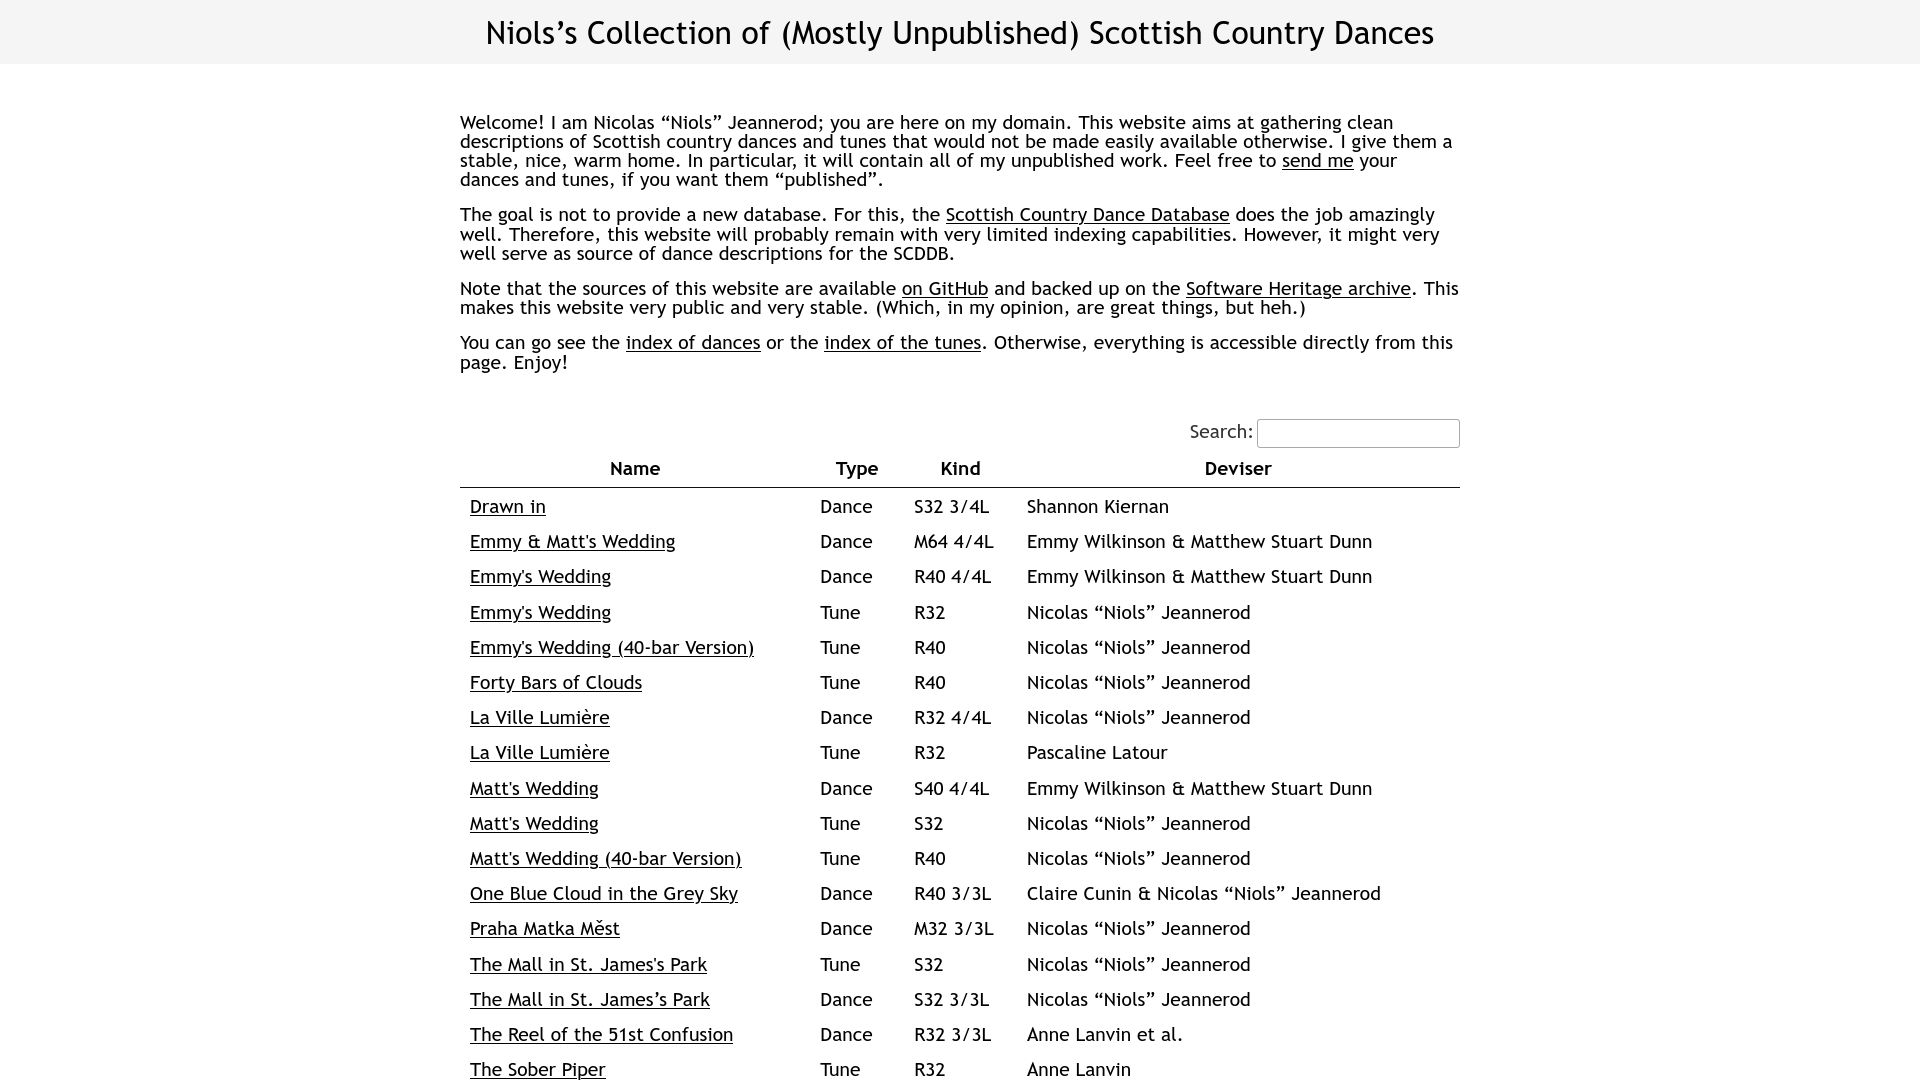 Niols’s Collection of (Mostly Unpublished) Scottish Country Dances
Welcome! I am Nicolas “Niols” Jeannerod; you are here on my domain. This website aims at gathering clean
descriptions of Scottish country dances and tunes that would not be made easily available otherwise. I give them a
stable, nice, warm home. In particular, it will contain all of my unpublished work. Feel free to send me your
dances and tunes, if you want them “published”.
The goal is not to provide a new database. For this, the Scottish Country Dance Database does the job amazingly
well. Therefore, this website will probably remain with very limited indexing capabilities. However, it might very
well serve as source of dance descriptions for the SCDDB.
Note that the sources of this website are available on GitHub and backed up on the Software Heritage archive. This
makes this website very public and very stable. (Which, in my opinion, are great things, but heh.)
You can go see the index of dances or the index of the tunes. Otherwise, everything is accessible directly from this
page. Enjoy!
Search:
Name Type Kind Deviser
Drawn in Dance S32 3/4L Shannon Kiernan
Emmy & Matt's Wedding Dance M64 4/4L Emmy Wilkinson & Matthew Stuart Dunn
Emmy's Wedding Dance R40 4/4L Emmy Wilkinson & Matthew Stuart Dunn
Emmy's Wedding Tune R32 Nicolas “Niols” Jeannerod
Emmy's Wedding (40-bar Version) Tune R40 Nicolas “Niols” Jeannerod
Forty Bars of Clouds Tune R40 Nicolas “Niols” Jeannerod
La Ville Lumière Dance R32 4/4L Nicolas “Niols” Jeannerod
La Ville Lumière Tune R32 Pascaline Latour
Matt's Wedding Dance S40 4/4L Emmy Wilkinson & Matthew Stuart Dunn
Matt's Wedding Tune S32 Nicolas “Niols” Jeannerod
Matt's Wedding (40-bar Version) Tune R40 Nicolas “Niols” Jeannerod
One Blue Cloud in the Grey Sky Dance R40 3/3L Claire Cunin & Nicolas “Niols” Jeannerod
Praha Matka Měst Dance M32 3/3L Nicolas “Niols” Jeannerod
The Mall in St. James's Park Tune S32 Nicolas “Niols” Jeannerod
The Mall in St. James’s Park Dance S32 3/3L Nicolas “Niols” Jeannerod
The Reel of the 51st Confusion Dance R32 3/3L Anne Lanvin et al.
The Sober Piper Tune R32 Anne Lanvin